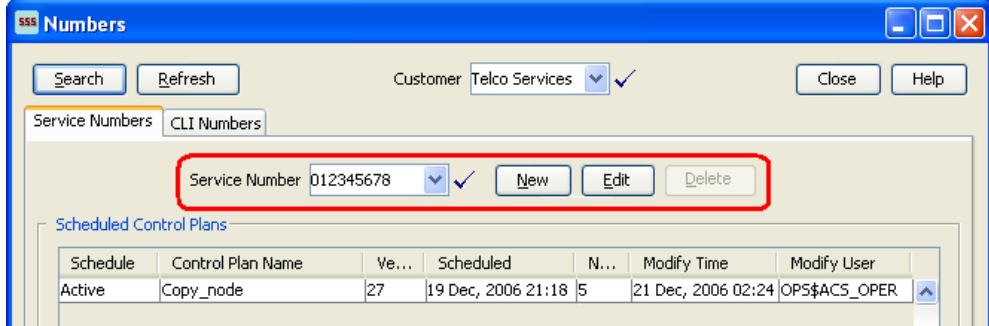 SSS Numbers
Search Refresh Customer Telco Services Close Help
Service Numbers CLI Numbers
Service Number 012345678 New Edit Delete
Scheduled Control Plans
Schedule Control Plan Name Ve... Scheduled N... Modify Time Modify User
Active Copy_node 27 19 Dec, 2006 21:18 5 21 Dec, 2006 02:24 OPS$ACS_OPER